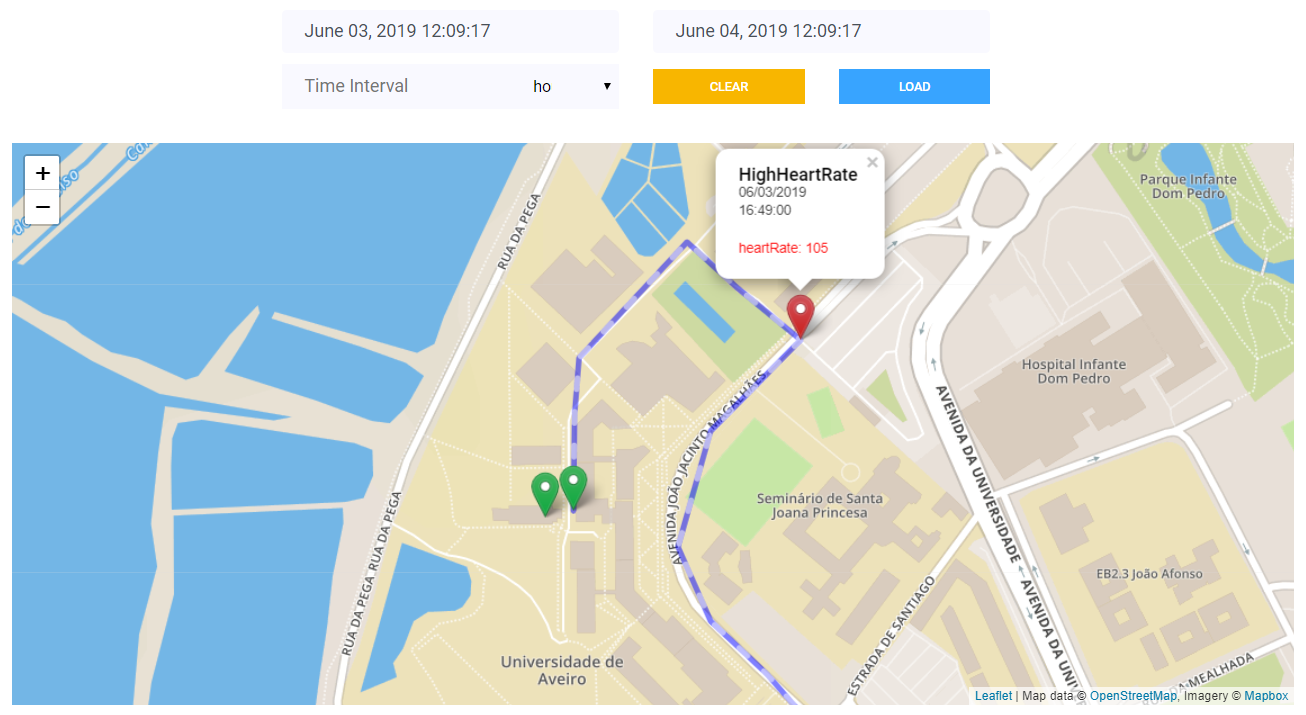 June 03, 2019 12:09:17
June 04, 2019 12:09:17
Time Interval
ho
CLEAR
LOAD
+
−
RUA DA PEGA
HighHeartRate
06/03/2019
16:49:00
heartRate: 105
×
Parque Infante
Dom Pedro
Hospital Infante
Dom Pedro
AVENIDA JOÃO JACINTO MAGALHÃES
AVENIDA DA UNIVERSIDADE
Seminário de Santa
Joana Princesa
RUA DA PEGA
RUA DA PEGA
EB2.3 João Afonso
ESTRADA DE SANTIAGO
AVENIDA DA UNIV
Universidade de
Aveiro
MEALHADA
Leaflet | Map data © OpenStreetMap, Imagery © Mapbox